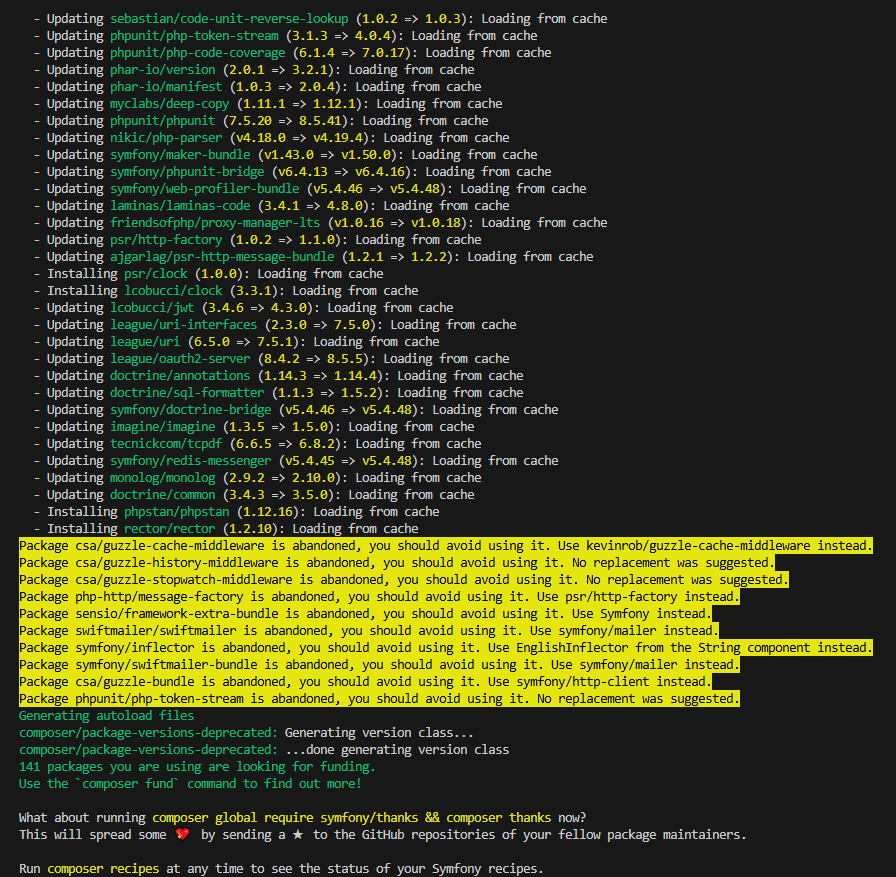 - Updating sebastian/code-unit-reverse-lookup (1.0.2 => 1.0.3): Loading from cache
- Updating phpunit/php-token-stream (3.1.3 => 4.0.4): Loading from cache
- Updating phpunit/php-code-coverage (6.1.4 => 7.0.17): Loading from cache
- Updating phar-io/version (2.0.1 => 3.2.1): Loading from cache
- Updating phar-io/manifest (1.0.3 => 2.0.4): Loading from cache
- Updating myclabs/deep-copy (1.11.1 => 1.12.1): Loading from cache
- Updating phpunit/phpunit (7.5.20 => 8.5.41): Loading from cache
- Updating nikic/php-parser (v4.18.0 => v4.19.4): Loading from cache
- Updating symfony/maker-bundle (v1.43.0 => v1.50.0): Loading from cache
- Updating symfony/phpunit-bridge (v6.4.13 => v6.4.16): Loading from cache
- Updating symfony/web-profiler-bundle (v5.4.46 => v5.4.48): Loading from cache
- Updating laminas/laminas-code (3.4.1 => 4.8.0): Loading from cache
- Updating friendsofphp/proxy-manager-lts (v1.0.16 => v1.0.18): Loading from cache
- Updating psr/http-factory (1.0.2 => 1.1.0): Loading from cache
- Updating ajgarlag/psr-http-message-bundle (1.2.1 => 1.2.2): Loading from cache
- Installing psr/clock (1.0.0): Loading from cache
- Installing lcobucci/clock (3.3.1): Loading from cache
- Updating lcobucci/jwt (3.4.6 => 4.3.0): Loading from cache
- Updating league/uri-interfaces (2.3.0 => 7.5.0): Loading from cache
- Updating league/uri (6.5.0 => 7.5.1): Loading from cache
- Updating league/oauth2-server (8.4.2 => 8.5.5): Loading from cache
- Updating doctrine/annotations (1.14.3 => 1.14.4): Loading from cache
- Updating doctrine/sql-formatter (1.1.3 => 1.5.2): Loading from cache
- Updating symfony/doctrine-bridge (v5.4.46 => v5.4.48): Loading from cache
- Updating imagine/imagine (1.3.5 => 1.5.0): Loading from cache
- Updating tecnickcom/tcpdf (6.6.5 => 6.8.2): Loading from cache
- Updating symfony/redis-messenger (v5.4.45 => v5.4.48): Loading from cache
- Updating monolog/monolog (2.9.2 => 2.10.0): Loading from cache
- Updating doctrine/common (3.4.3 => 3.5.0): Loading from cache
- Installing phpstan/phpstan (1.12.16): Loading from cache
- Installing rector/rector (1.2.10): Loading from cache
Package csa/guzzle-cache-middleware is abandoned, you should avoid using it. Use kevinrob/guzzle-cache-middleware instead.
Package csa/guzzle-history-middleware is abandoned, you should avoid using it. No replacement was suggested.
Package csa/guzzle-stopwatch-middleware is abandoned, you should avoid using it. No replacement was suggested.
Package php-http/message-factory is abandoned, you should avoid using it. Use psr/http-factory instead.
Package sensio/framework-extra-bundle is abandoned, you should avoid using it. Use Symfony instead.
Package swiftmailer/swiftmailer is abandoned, you should avoid using it. Use symfony/mailer instead.
Package symfony/inflector is abandoned, you should avoid using it. Use EnglishInflector from the String component instead.
Package symfony/swiftmailer-bundle is abandoned, you should avoid using it. Use symfony/mailer instead.
Package csa/guzzle-bundle is abandoned, you should avoid using it. Use symfony/http-client instead.
Package phpunit/php-token-stream is abandoned, you should avoid using it. No replacement was suggested.
Generating autoload files
composer/package-versions-deprecated: Generating version class...
composer/package-versions-deprecated: ...done generating version class
141 packages you are using are looking for funding.
Use the `composer fund` command to find out more!
What about running composer global require symfony/thanks && composer thanks now?
This will spread some 💖 by sending a ★ to the GitHub repositories of your fellow package maintainers.
Run composer recipes at any time to see the status of your Symfony recipes.